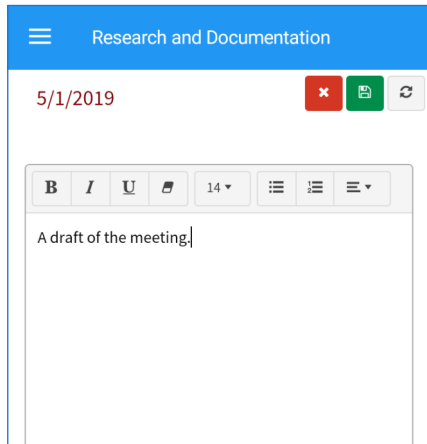 Research and Documentation
5/1/2019
B I U 14
A draft of the meeting.